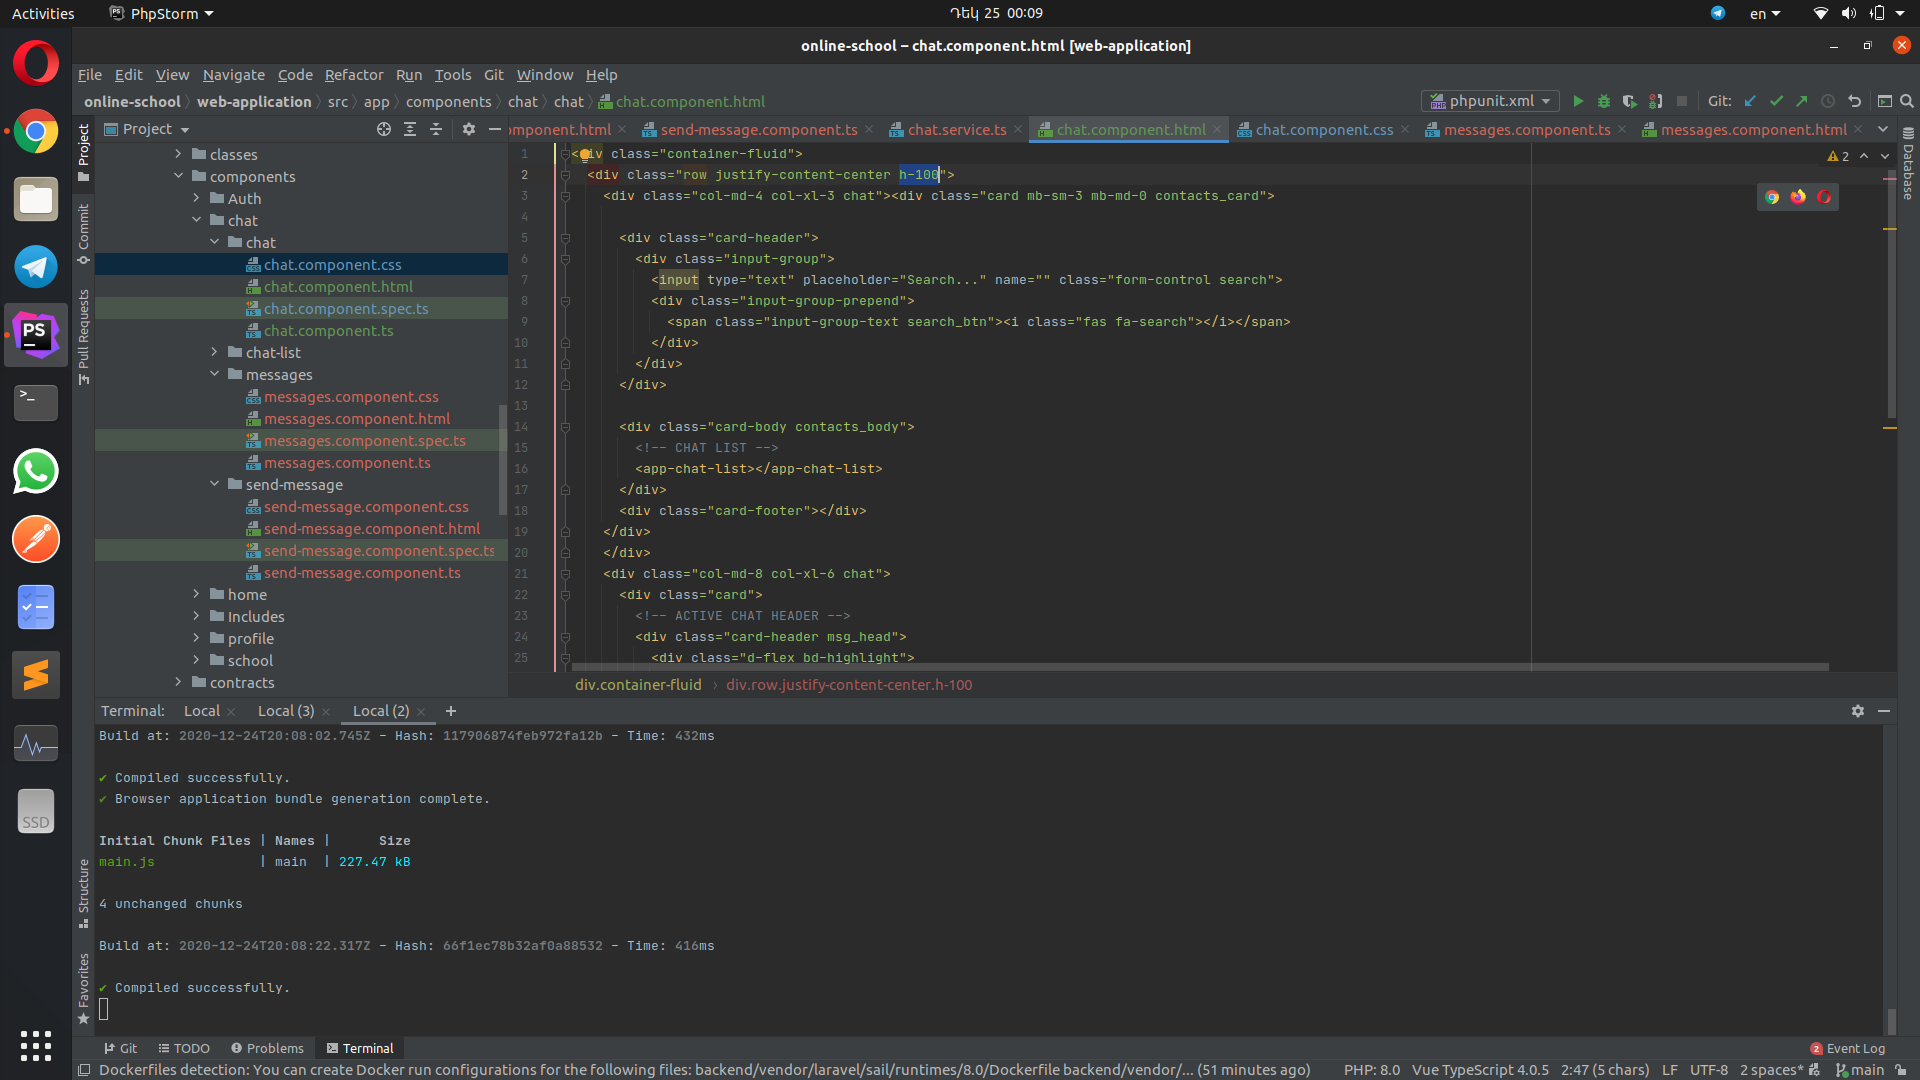 Activities
PhpStorm
Դեկ 25 00:09
en
online-school – chat.component.html [web-application]
File Edit View Navigate Code Refactor Run Tools Git Window Help
online-school web-application src app components chat chat chat.component.html
phpunit.xml
Git:
Project
omponent.html send-message.component.ts chat.service.ts chat.component.html chat.component.css messages.component.ts messages.component.html
Project
Commit
Pull Requests
Structure
Favorites
Database
classes
components
Auth
chat
chat
chat.component.css
chat.component.html
chat.component.spec.ts
chat.component.ts
chat-list
messages
messages.component.css
messages.component.html
messages.component.spec.ts
messages.component.ts
send-message
send-message.component.css
send-message.component.html
send-message.component.spec.ts
send-message.component.ts
home
Includes
profile
school
contracts
2
1 <div class="container-fluid">
2 <div class="row justify-content-center h-100">
3 <div class="col-md-4 col-xl-3 chat"><div class="card mb-sm-3 mb-md-0 contacts_card">
4
5 <div class="card-header">
6 <div class="input-group">
7 <input type="text" placeholder="Search..." name="" class="form-control search">
8 <div class="input-group-prepend">
9 <span class="input-group-text search_btn"><i class="fas fa-search"></i></span>
10 </div>
11 </div>
12 </div>
13
14 <div class="card-body contacts_body">
15 <!-- CHAT LIST -->
16 <app-chat-list></app-chat-list>
17 </div>
18 <div class="card-footer"></div>
19 </div>
20 </div>
21 <div class="col-md-8 col-xl-6 chat">
22 <div class="card">
23 <!-- ACTIVE CHAT HEADER -->
24 <div class="card-header msg_head">
25 <div class="d-flex bd-highlight">
div.container-fluid › div.row.justify-content-center.h-100
Terminal: Local Local (3) Local (2)
Build at: 2020-12-24T20:08:02.745Z - Hash: 117906874feb972fa12b - Time: 432ms
✔ Compiled successfully.
✔ Browser application bundle generation complete.
Initial Chunk Files | Names | Size
main.js | main | 227.47 kB
4 unchanged chunks
Build at: 2020-12-24T20:08:22.317Z - Hash: 66f1ec78b32af0a88532 - Time: 416ms
✔ Compiled successfully.
Git TODO Problems Terminal
2 Event Log
Dockerfiles detection: You can create Docker run configurations for the following files: backend/vendor/laravel/sail/runtimes/8.0/Dockerfile backend/vendor/... (51 minutes ago)
PHP: 8.0 Vue TypeScript 4.0.5 2:47 (5 chars) LF UTF-8 2 spaces* main
PS
SSD